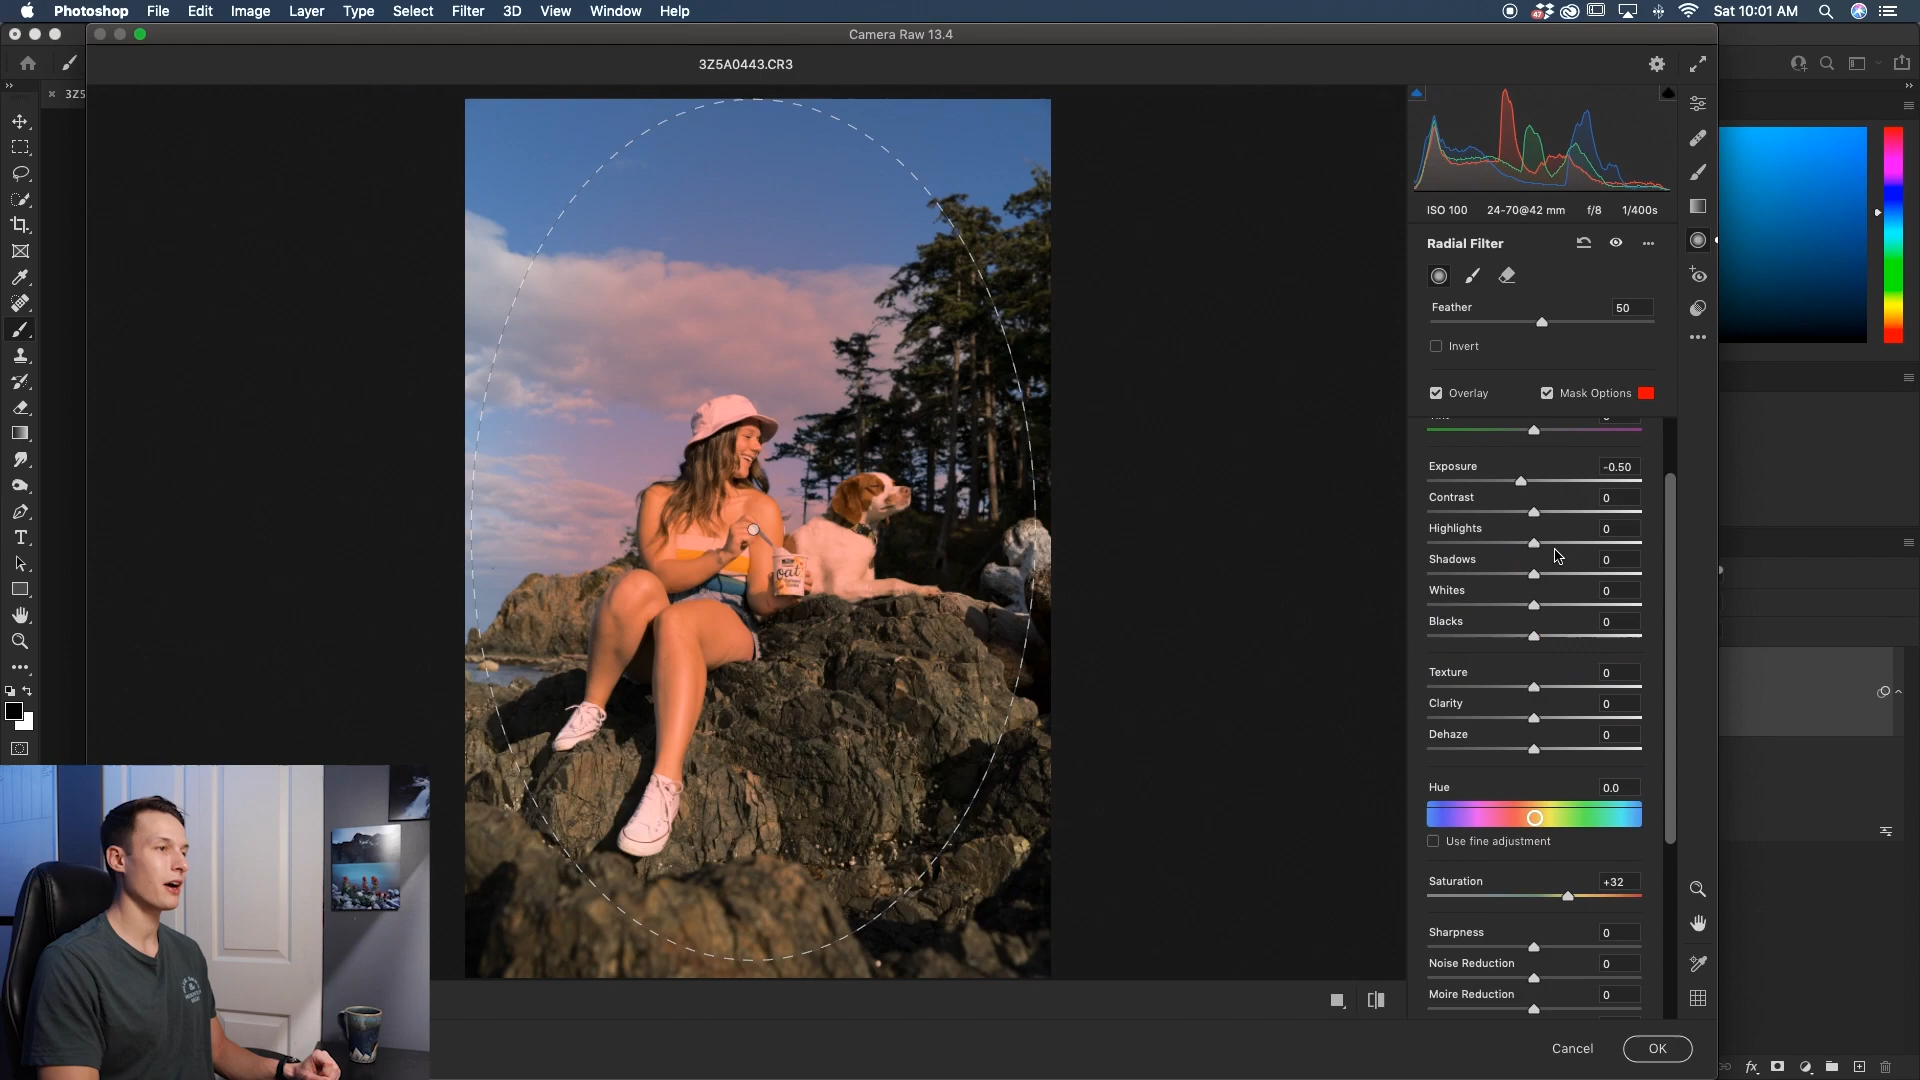 Photoshop File Edit Image Layer Type Select Filter 3D View Window Help
47
Sat 10:01 AM
Camera Raw 13.4
3Z5A0443.CR3
3Z5
ISO 100 24-70@42 mm f/8 1/400s
Radial Filter
Feather 50
Invert
Overlay Mask Options
Exposure -0.50
Contrast 0
Highlights 0
Shadows 0
Whites 0
Blacks 0
Texture 0
Clarity 0
Dehaze 0
Hue 0.0
Use fine adjustment
Saturation +32
Sharpness 0
Noise Reduction 0
Moire Reduction 0
oat
Cancel OK
fx